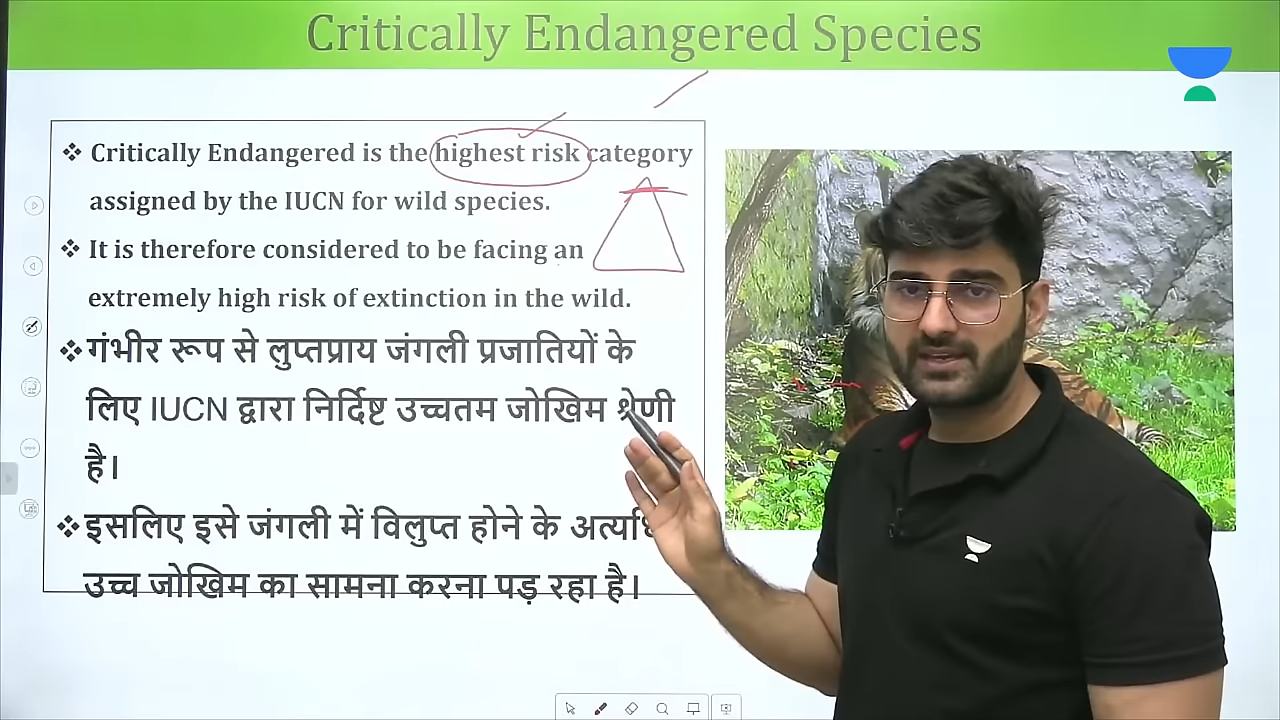 Critically Endangered Species
❖ Critically Endangered is the highest risk category
assigned by the IUCN for wild species.
❖ It is therefore considered to be facing an
extremely high risk of extinction in the wild.
❖ गंभीर रूप से लुप्तप्राय जंगली प्रजातियों के
लिए IUCN द्वारा निर्दिष्ट उच्चतम जोखिम श्रेणी
है।
❖ इसलिए इसे जंगली में विलुप्त होने के
उच्च जोखिम का सामना करना पड़ रहा है।